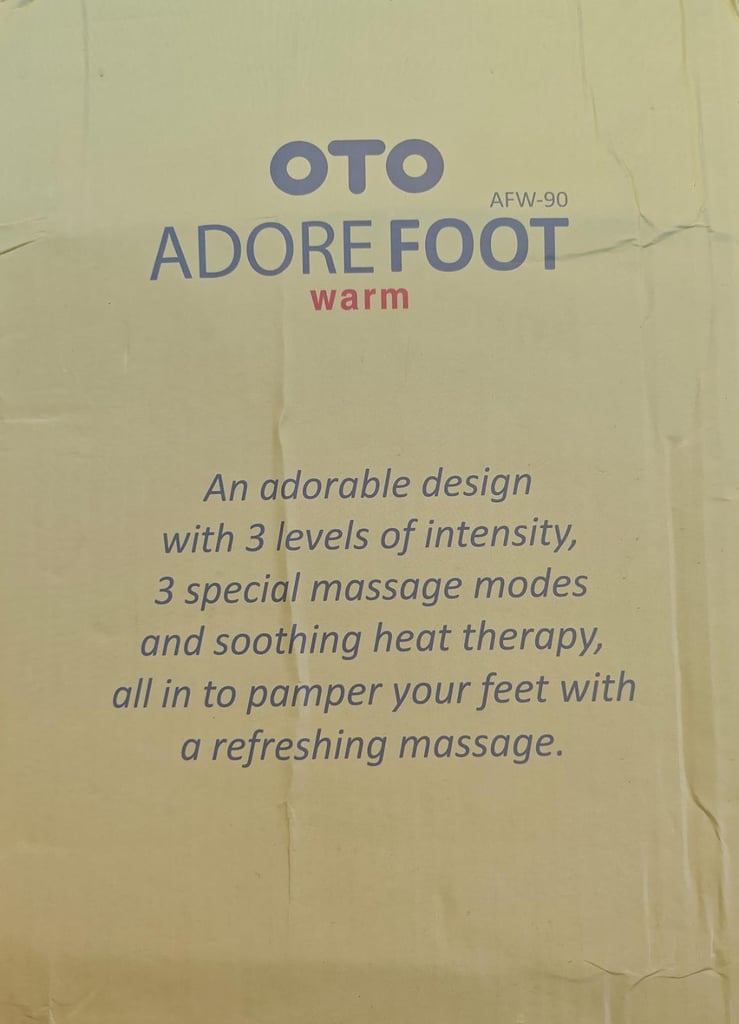 OTO
AFW-90
ADORE FOOT
warm
An adorable design
with 3 levels of intensity,
3 special massage modes
and soothing heat therapy,
all in to pamper your feet with
a refreshing massage.